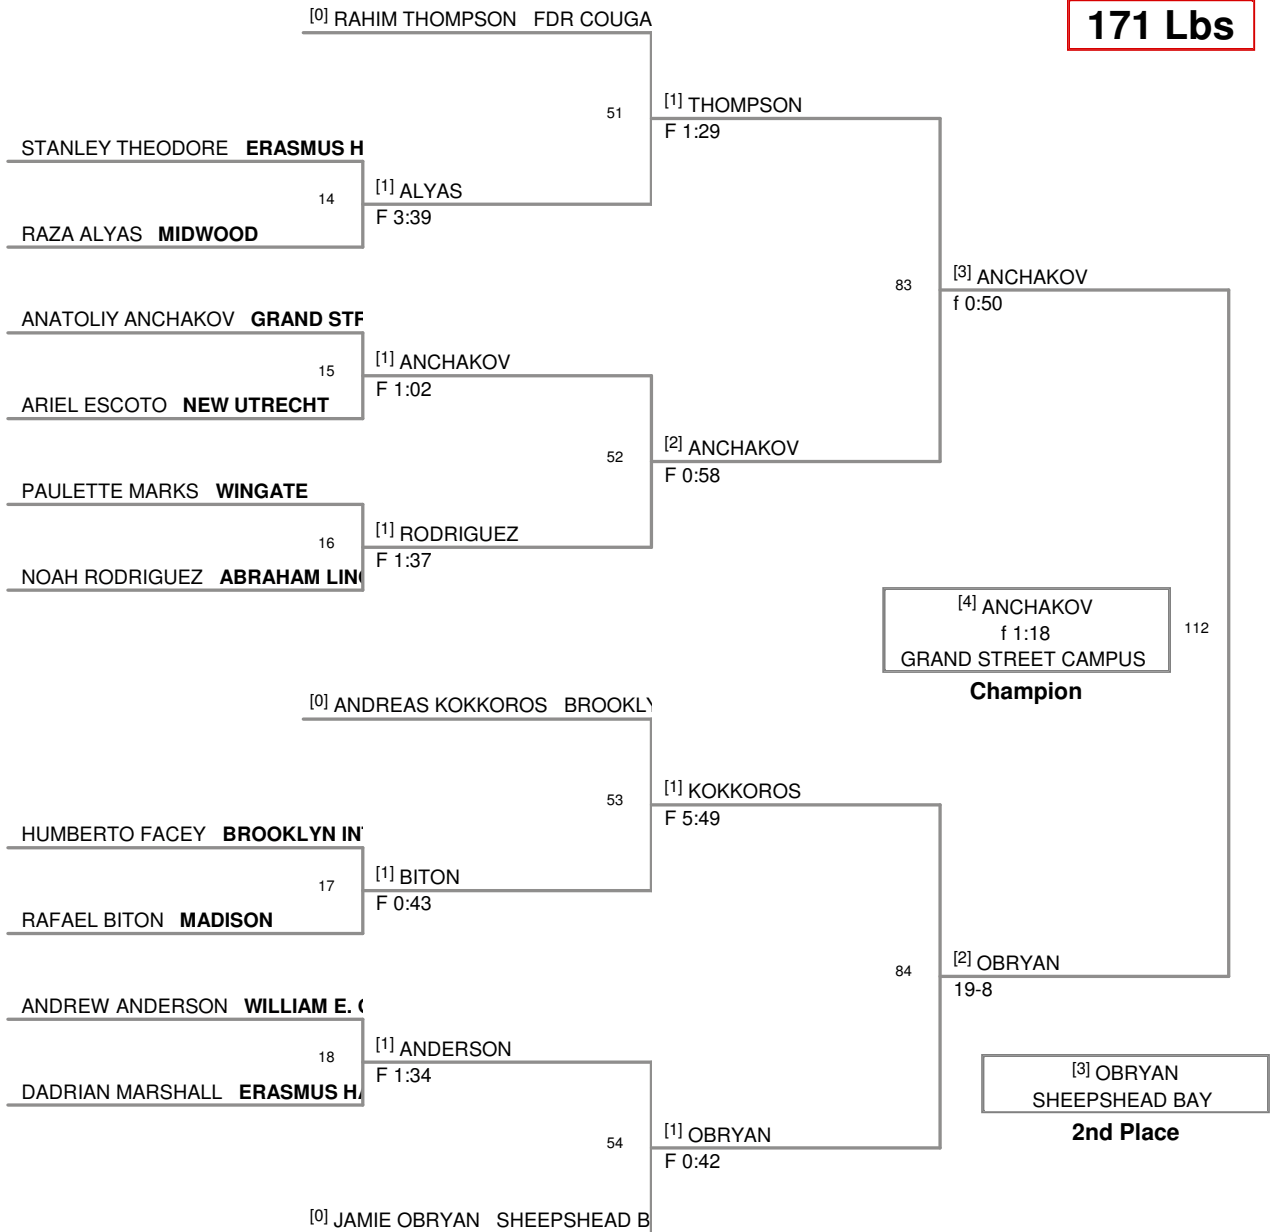 [0] RAHIM THOMPSON FDR COUGA
171 Lbs
51
[1] THOMPSON
F 1:29
STANLEY THEODORE ERASMUS H
14
[1] ALYAS
F 3:39
RAZA ALYAS MIDWOOD
83
[3] ANCHAKOV
f 0:50
ANATOLIY ANCHAKOV GRAND STR
15
[1] ANCHAKOV
F 1:02
ARIEL ESCOTO NEW UTRECHT
52
[2] ANCHAKOV
F 0:58
PAULETTE MARKS WINGATE
16
[1] RODRIGUEZ
F 1:37
NOAH RODRIGUEZ ABRAHAM LIN
[4] ANCHAKOV
f 1:18
GRAND STREET CAMPUS
112
Champion
[0] ANDREAS KOKKOROS BROOKLY
53
[1] KOKKOROS
F 5:49
HUMBERTO FACEY BROOKLYN IN
17
[1] BITON
F 0:43
RAFAEL BITON MADISON
84
[2] OBRYAN
19-8
ANDREW ANDERSON WILLIAM E.
18
[1] ANDERSON
F 1:34
DADRIAN MARSHALL ERASMUS HA
[3] OBRYAN
SHEEPSHEAD BAY
2nd Place
54
[1] OBRYAN
F 0:42
[0] JAMIE OBRYAN SHEEPSHEAD B